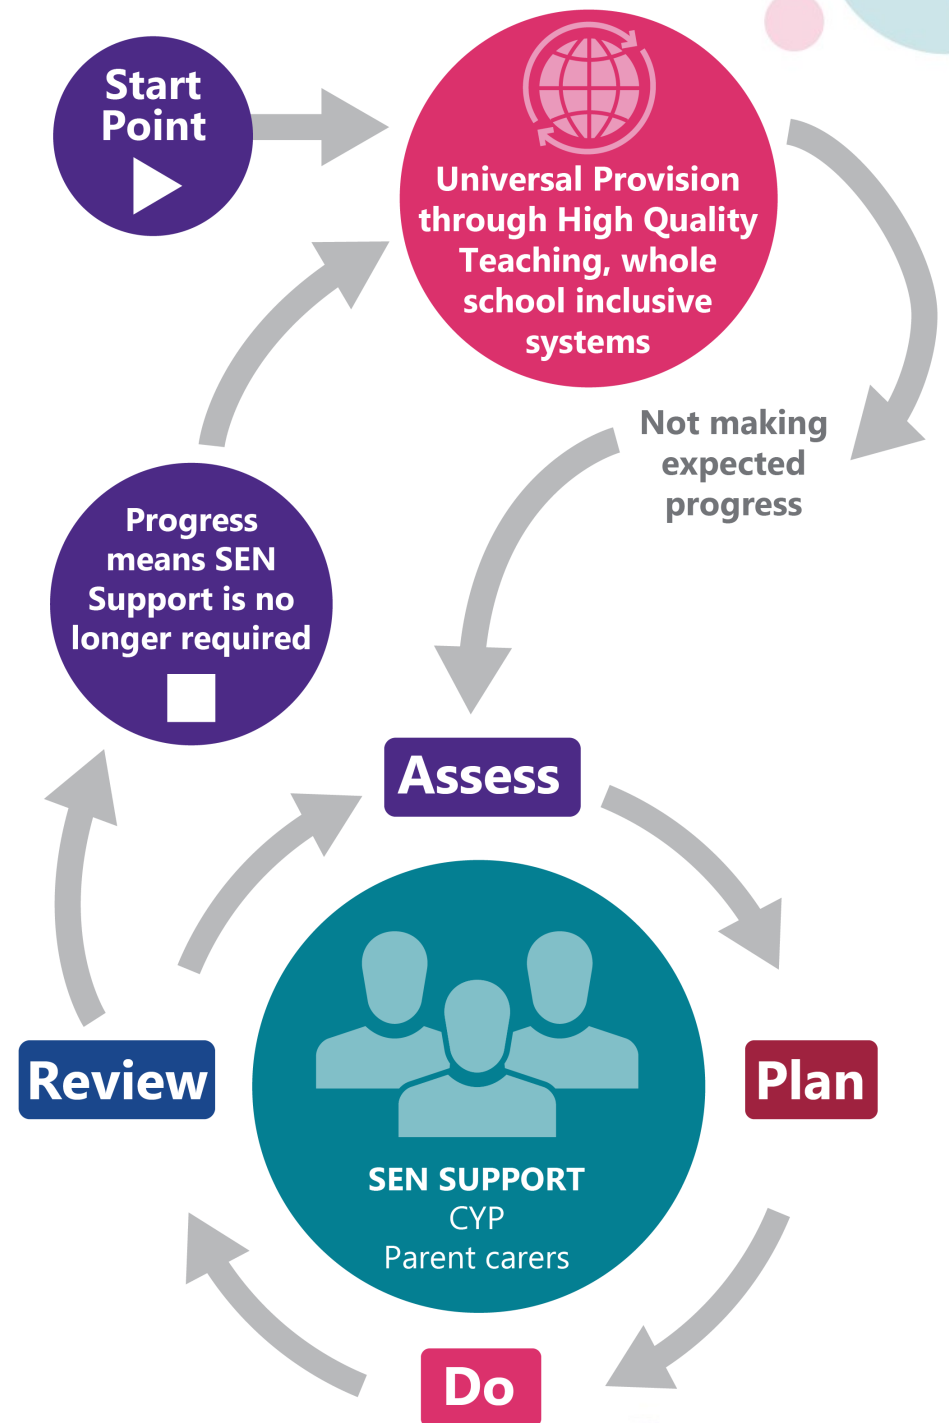 Start
Point
Universal Provision
through High Quality
Teaching, whole
school inclusive
systems
Not making
expected
progress
Progress
means SEN
Support is no
longer required
Assess
Review
Plan
SEN SUPPORT
CYP
Parent carers
Do